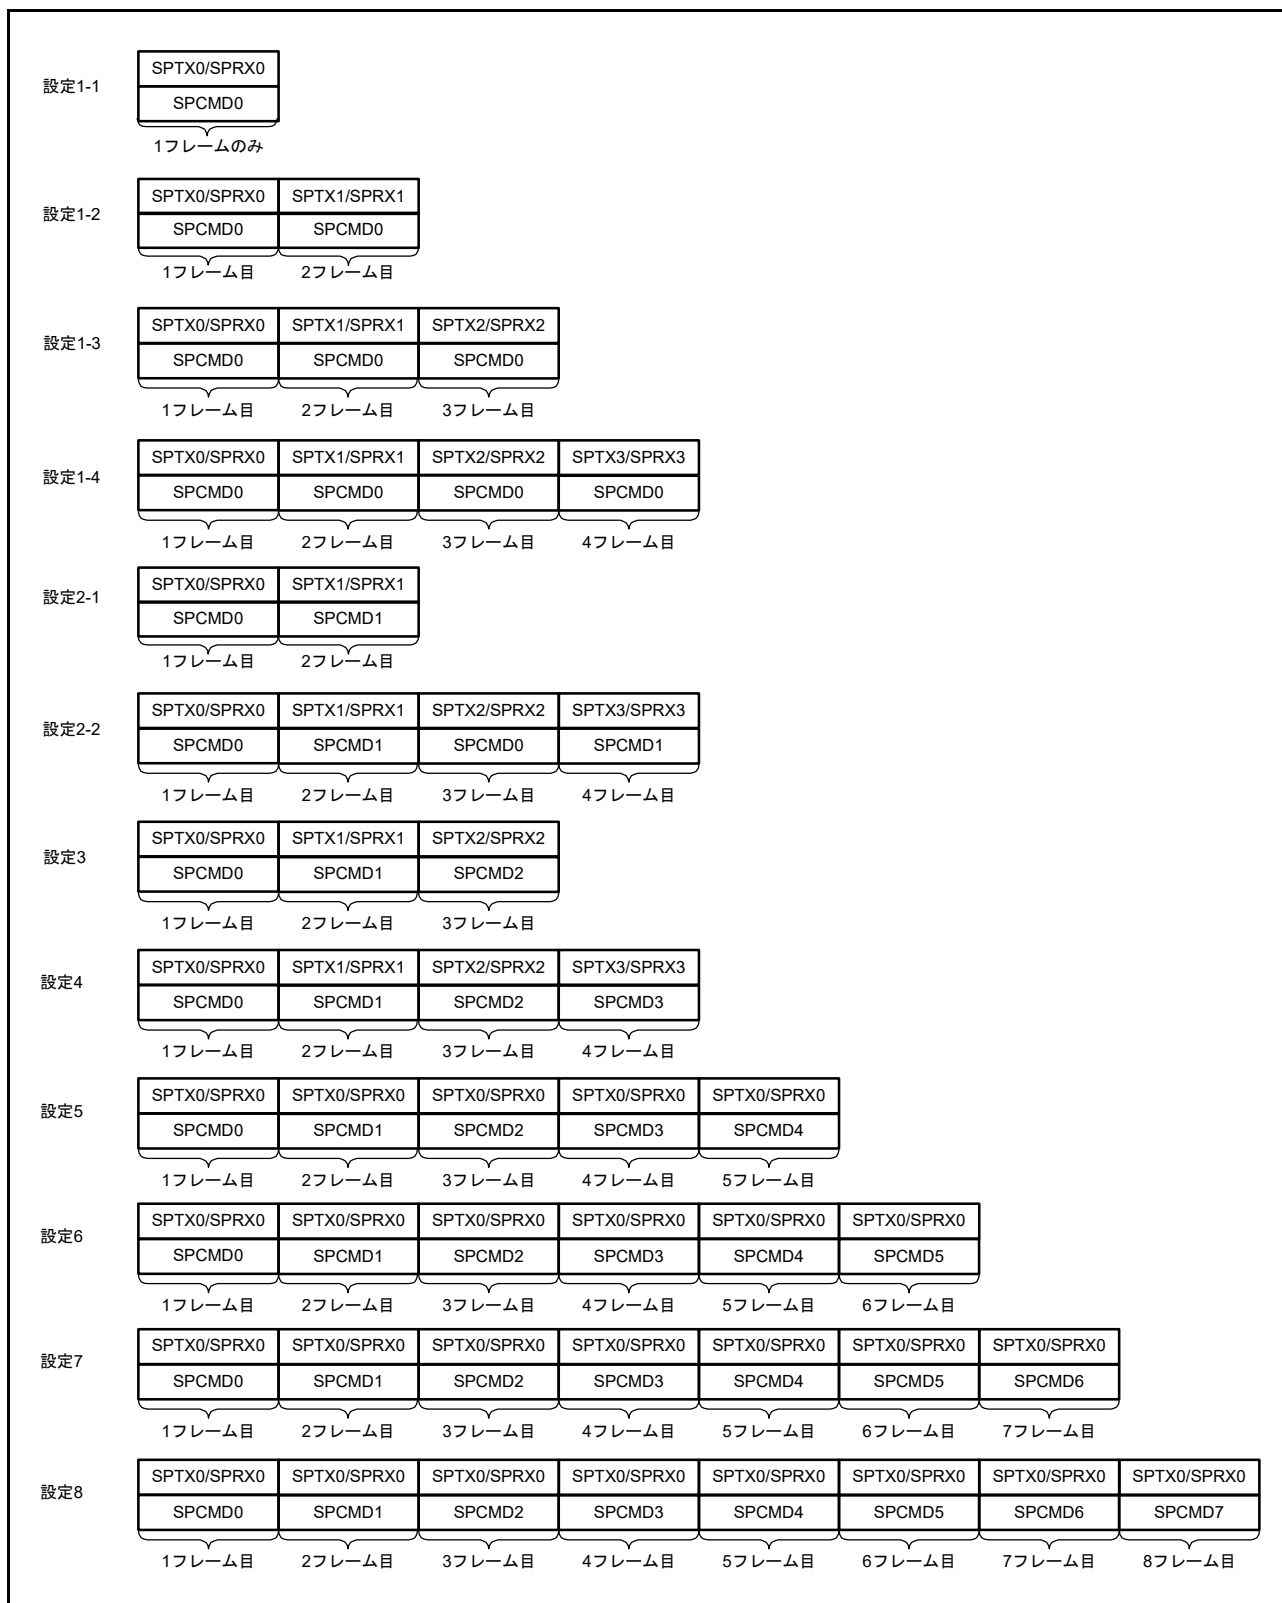 設定1-1
SPTX0/SPRX0
SPCMD0
1フレームのみ
設定1-2
SPTX0/SPRX0 SPTX1/SPRX1
SPCMD0 SPCMD0
1フレーム目 2フレーム目
設定1-3
SPTX0/SPRX0 SPTX1/SPRX1 SPTX2/SPRX2
SPCMD0 SPCMD0 SPCMD0
1フレーム目 2フレーム目 3フレーム目
設定1-4
SPTX0/SPRX0 SPTX1/SPRX1 SPTX2/SPRX2 SPTX3/SPRX3
SPCMD0 SPCMD0 SPCMD0 SPCMD0
1フレーム目 2フレーム目 3フレーム目 4フレーム目
設定2-1
SPTX0/SPRX0 SPTX1/SPRX1
SPCMD0 SPCMD1
1フレーム目 2フレーム目
設定2-2
SPTX0/SPRX0 SPTX1/SPRX1 SPTX2/SPRX2 SPTX3/SPRX3
SPCMD0 SPCMD1 SPCMD0 SPCMD1
1フレーム目 2フレーム目 3フレーム目 4フレーム目
設定3
SPTX0/SPRX0 SPTX1/SPRX1 SPTX2/SPRX2
SPCMD0 SPCMD1 SPCMD2
1フレーム目 2フレーム目 3フレーム目
設定4
SPTX0/SPRX0 SPTX1/SPRX1 SPTX2/SPRX2 SPTX3/SPRX3
SPCMD0 SPCMD1 SPCMD2 SPCMD3
1フレーム目 2フレーム目 3フレーム目 4フレーム目
設定5
SPTX0/SPRX0 SPTX0/SPRX0 SPTX0/SPRX0 SPTX0/SPRX0 SPTX0/SPRX0
SPCMD0 SPCMD1 SPCMD2 SPCMD3 SPCMD4
1フレーム目 2フレーム目 3フレーム目 4フレーム目 5フレーム目
設定6
SPTX0/SPRX0 SPTX0/SPRX0 SPTX0/SPRX0 SPTX0/SPRX0 SPTX0/SPRX0 SPTX0/SPRX0
SPCMD0 SPCMD1 SPCMD2 SPCMD3 SPCMD4 SPCMD5
1フレーム目 2フレーム目 3フレーム目 4フレーム目 5フレーム目 6フレーム目
設定7
SPTX0/SPRX0 SPTX0/SPRX0 SPTX0/SPRX0 SPTX0/SPRX0 SPTX0/SPRX0 SPTX0/SPRX0 SPTX0/SPRX0
SPCMD0 SPCMD1 SPCMD2 SPCMD3 SPCMD4 SPCMD5 SPCMD6
1フレーム目 2フレーム目 3フレーム目 4フレーム目 5フレーム目 6フレーム目 7フレーム目
設定8
SPTX0/SPRX0 SPTX0/SPRX0 SPTX0/SPRX0 SPTX0/SPRX0 SPTX0/SPRX0 SPTX0/SPRX0 SPTX0/SPRX0 SPTX0/SPRX0
SPCMD0 SPCMD1 SPCMD2 SPCMD3 SPCMD4 SPCMD5 SPCMD6 SPCMD7
1フレーム目 2フレーム目 3フレーム目 4フレーム目 5フレーム目 6フレーム目 7フレーム目 8フレーム目